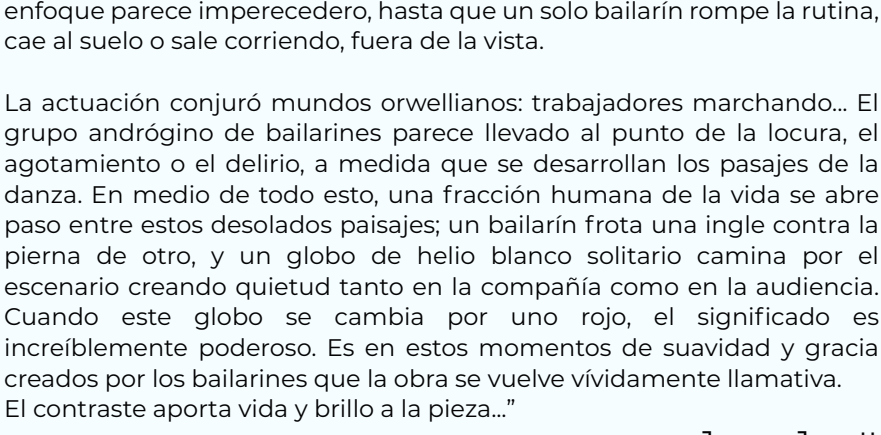 enfoque parece imperecedero, hasta que un solo bailarín rompe la rutina,
cae al suelo o sale corriendo, fuera de la vista.
La actuación conjuró mundos orwellianos: trabajadores marchando... El
grupo andrógino de bailarines parece llevado al punto de la locura, el
agotamiento o el delirio, a medida que se desarrollan los pasajes de la
danza. En medio de todo esto, una fracción humana de la vida se abre
paso entre estos desolados paisajes; un bailarín frota una ingle contra la
pierna de otro, y un globo de helio blanco solitario camina por el
escenario creando quietud tanto en la compañía como en la audiencia.
Cuando este globo se cambia por uno rojo, el significado es
increíblemente poderoso. Es en estos momentos de suavidad y gracia
creados por los bailarines que la obra se vuelve vívidamente llamativa.
El contraste aporta vida y brillo a la pieza...”